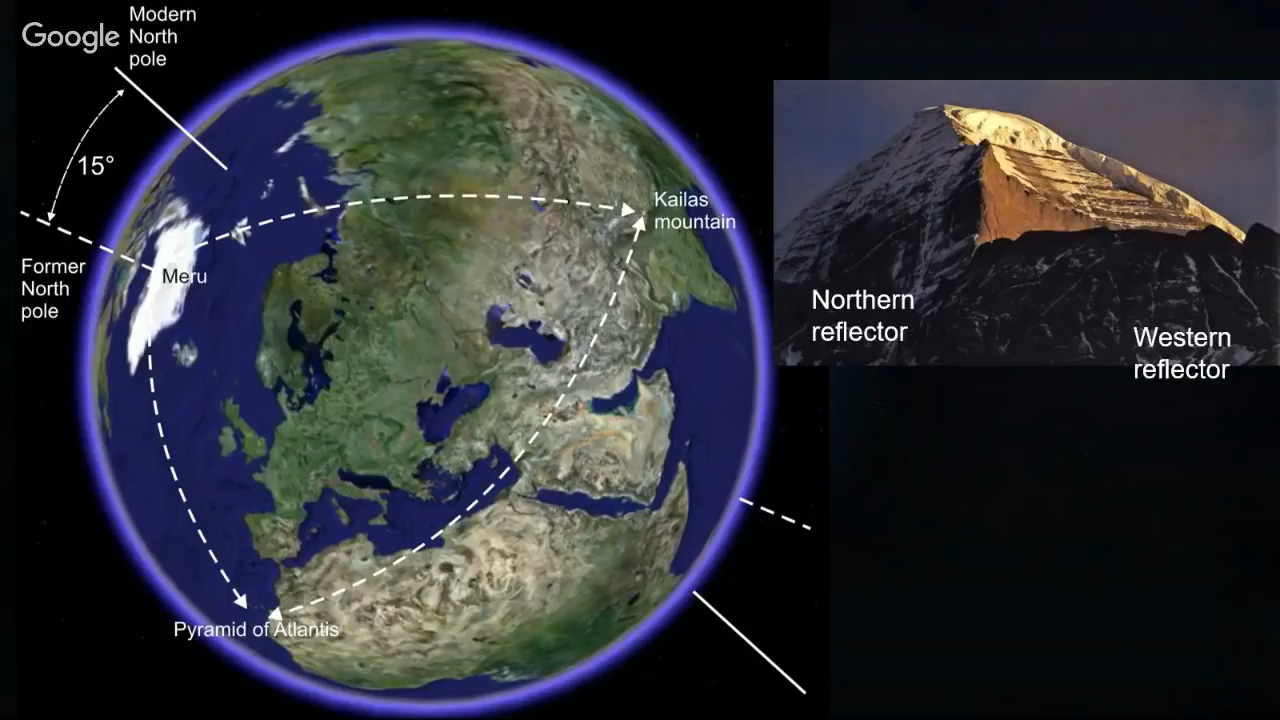 Google
Modern
North
pole
15°
Former
North
pole
Meru
Kailas
mountain
Pyramid of Atlantis
Northern
reflector
Western
reflector